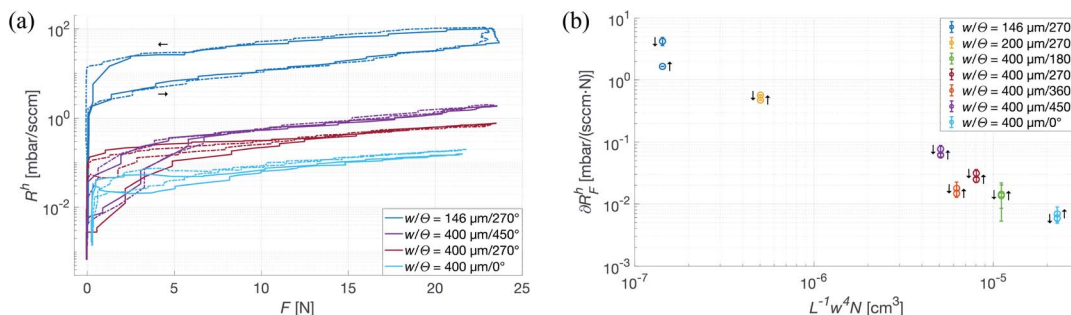 (a)
10²
10⁰
10⁻²
Rʰ [mbar/sccm]
←
→
w/Θ = 146 µm/270°
w/Θ = 400 µm/450°
w/Θ = 400 µm/270°
w/Θ = 400 µm/0°
0 5 10 15 20 25
F [N]
(b)
10¹
10⁰
10⁻¹
10⁻²
10⁻³
∂Rʰ_F [mbar/(sccm·N)]
w/Θ = 146 µm/270
w/Θ = 200 µm/270
w/Θ = 400 µm/180
w/Θ = 400 µm/270
w/Θ = 400 µm/360
w/Θ = 400 µm/450
w/Θ = 400 µm/0°
10⁻⁷ 10⁻⁶ 10⁻⁵
L⁻¹w⁴N [cm³]